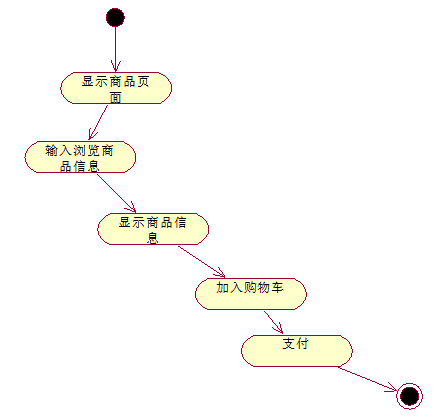 显示商品页
面
输入浏览商
品信息
显示商品信
息
加入购物车
支付